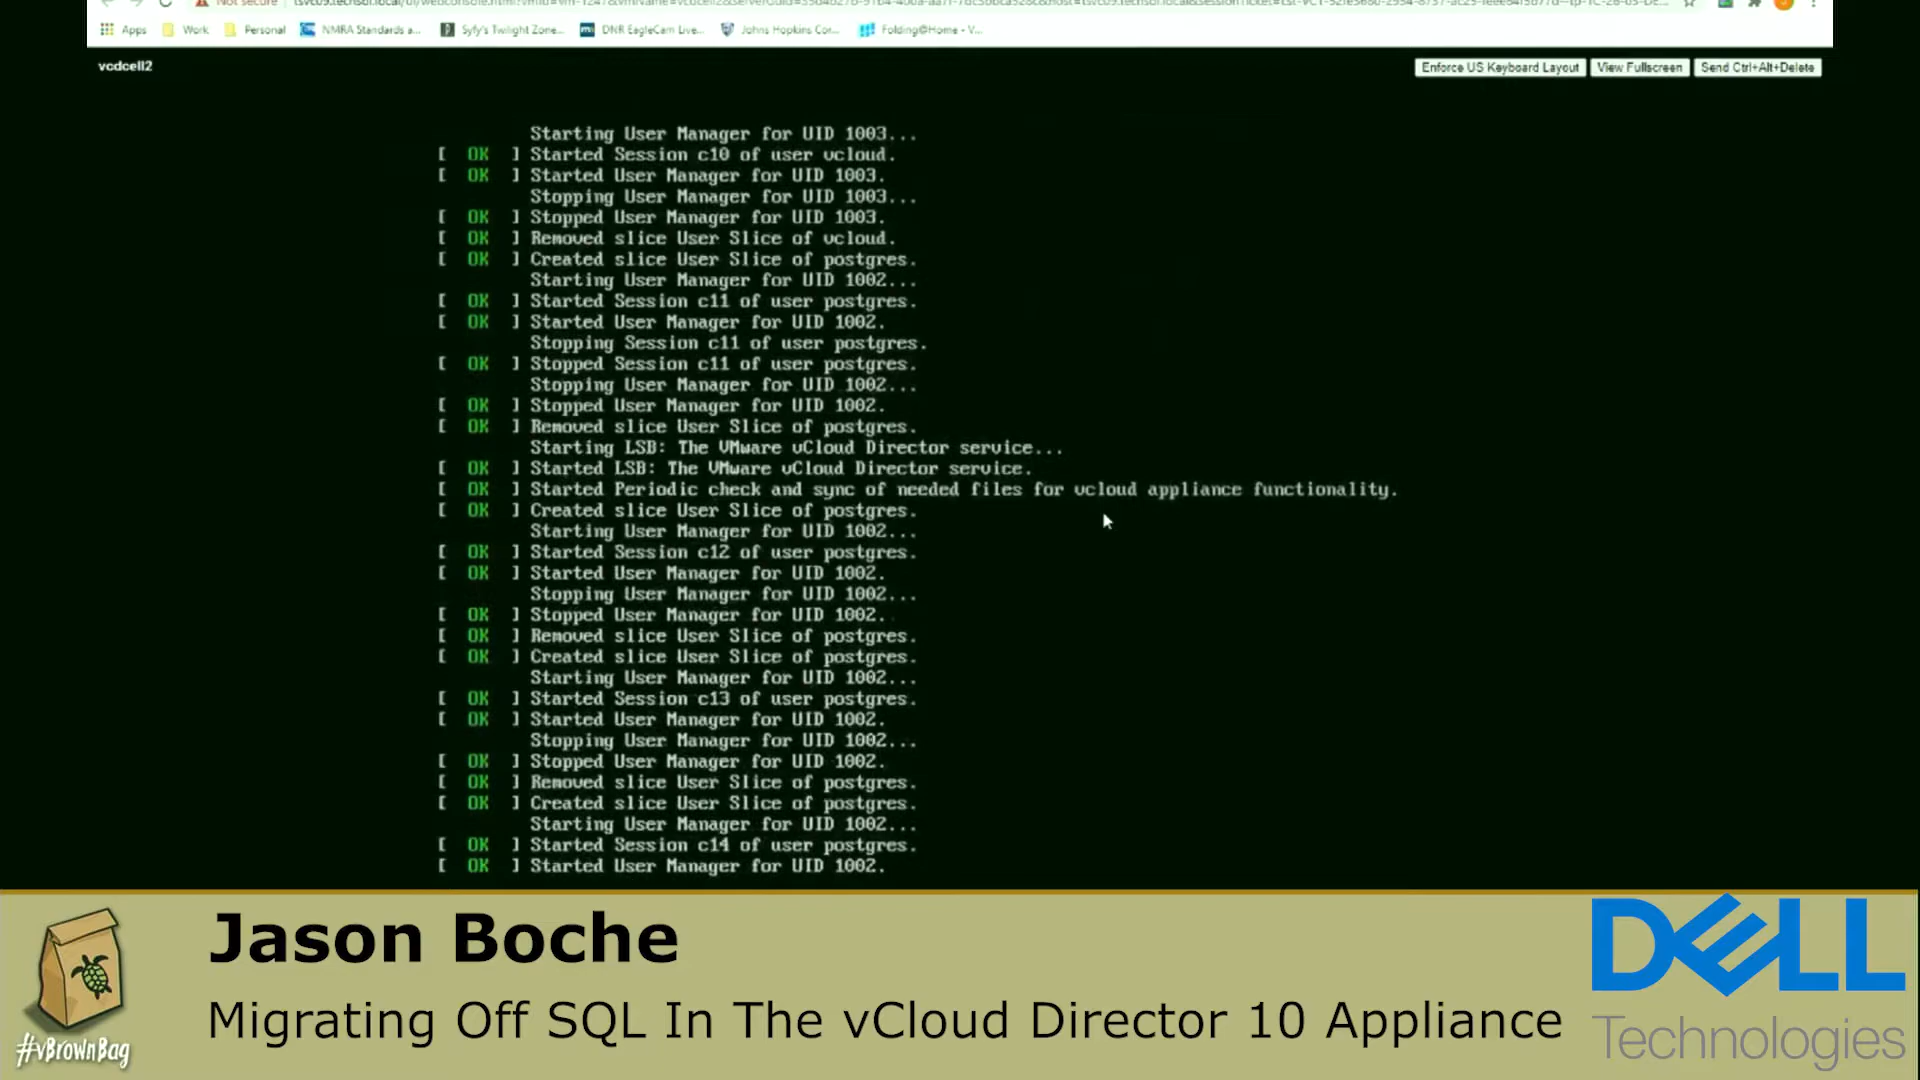 Not secure
Apps Work Personal NMRA Standards a... Syfy's Twilight Zone... DNR EagleCam Live... Johns Hopkins Cor... Folding@Home - V...
vcdcell2
Enforce US Keyboard Layout View Fullscreen Send Ctrl+Alt+Delete
Starting User Manager for UID 1003...
[ OK ] Started Session c10 of user vcloud.
[ OK ] Started User Manager for UID 1003.
Stopping User Manager for UID 1003...
[ OK ] Stopped User Manager for UID 1003.
[ OK ] Removed slice User Slice of vcloud.
[ OK ] Created slice User Slice of postgres.
Starting User Manager for UID 1002...
[ OK ] Started Session c11 of user postgres.
[ OK ] Started User Manager for UID 1002.
Stopping Session c11 of user postgres.
[ OK ] Stopped Session c11 of user postgres.
Stopping User Manager for UID 1002...
[ OK ] Stopped User Manager for UID 1002.
[ OK ] Removed slice User Slice of postgres.
Starting LSB: The VMware vCloud Director service...
[ OK ] Started LSB: The VMware vCloud Director service.
[ OK ] Started Periodic check and sync of needed files for vcloud appliance functionality.
[ OK ] Created slice User Slice of postgres.
Starting User Manager for UID 1002...
[ OK ] Started Session c12 of user postgres.
[ OK ] Started User Manager for UID 1002.
Stopping User Manager for UID 1002...
[ OK ] Stopped User Manager for UID 1002.
[ OK ] Removed slice User Slice of postgres.
[ OK ] Created slice User Slice of postgres.
Starting User Manager for UID 1002...
[ OK ] Started Session c13 of user postgres.
[ OK ] Started User Manager for UID 1002.
Stopping User Manager for UID 1002...
[ OK ] Stopped User Manager for UID 1002.
[ OK ] Removed slice User Slice of postgres.
[ OK ] Created slice User Slice of postgres.
Starting User Manager for UID 1002...
[ OK ] Started Session c14 of user postgres.
[ OK ] Started User Manager for UID 1002.
Jason Boche
Migrating Off SQL In The vCloud Director 10 Appliance
#vBrownBag
DELL
Technologies